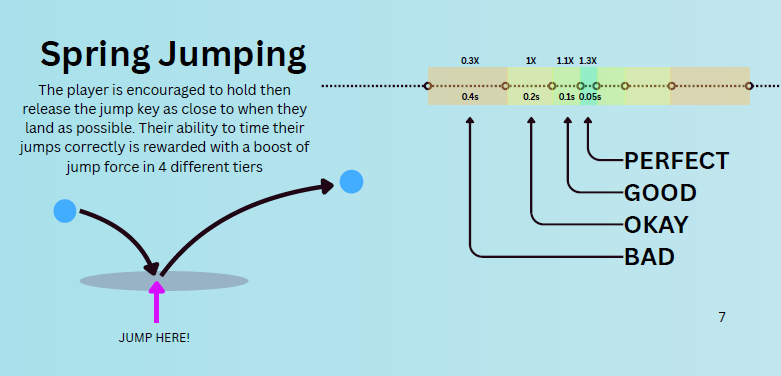 Spring Jumping
The player is encouraged to hold then
release the jump key as close to when they
land as possible. Their ability to time their
jumps correctly is rewarded with a boost of
jump force in 4 different tiers
JUMP HERE!
0.3X 1X 1.1X 1.3X
0.4s 0.2s 0.1s 0.05s
PERFECT
GOOD
OKAY
BAD
7